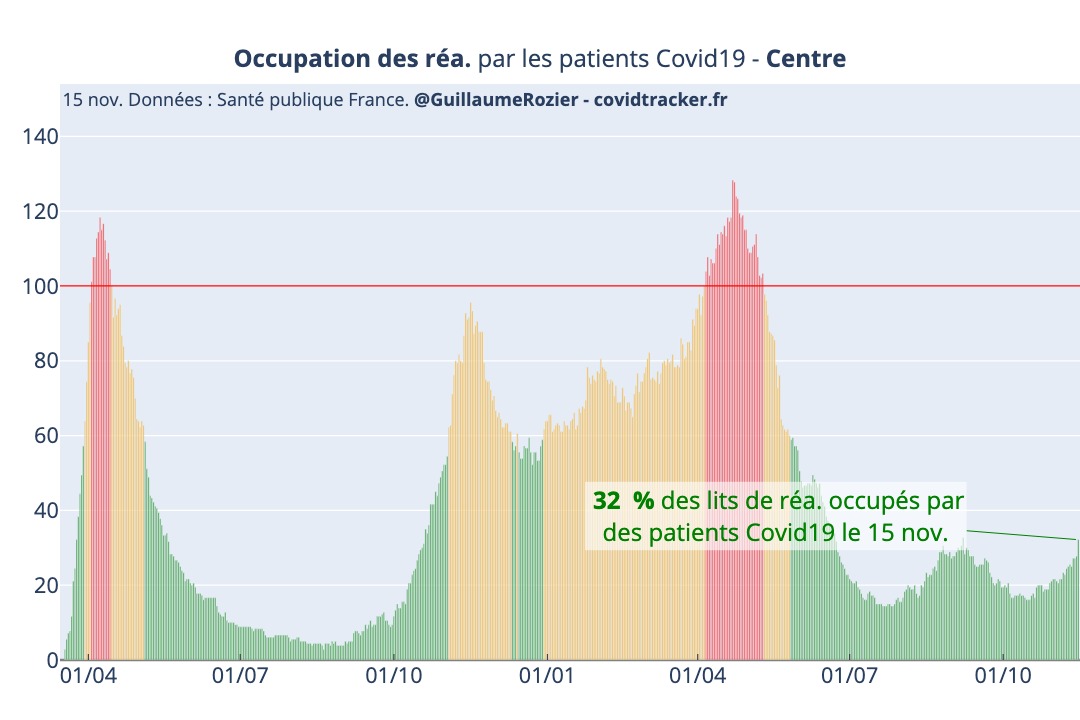 Occupation des réa. par les patients Covid19 - Centre
15 nov. Données : Santé publique France. @GuillaumeRozier - covidtracker.fr
140
120
100
80
60
40
20
0
32 % des lits de réa. occupés par
des patients Covid19 le 15 nov.
01/04 01/07 01/10 01/01 01/04 01/07 01/10